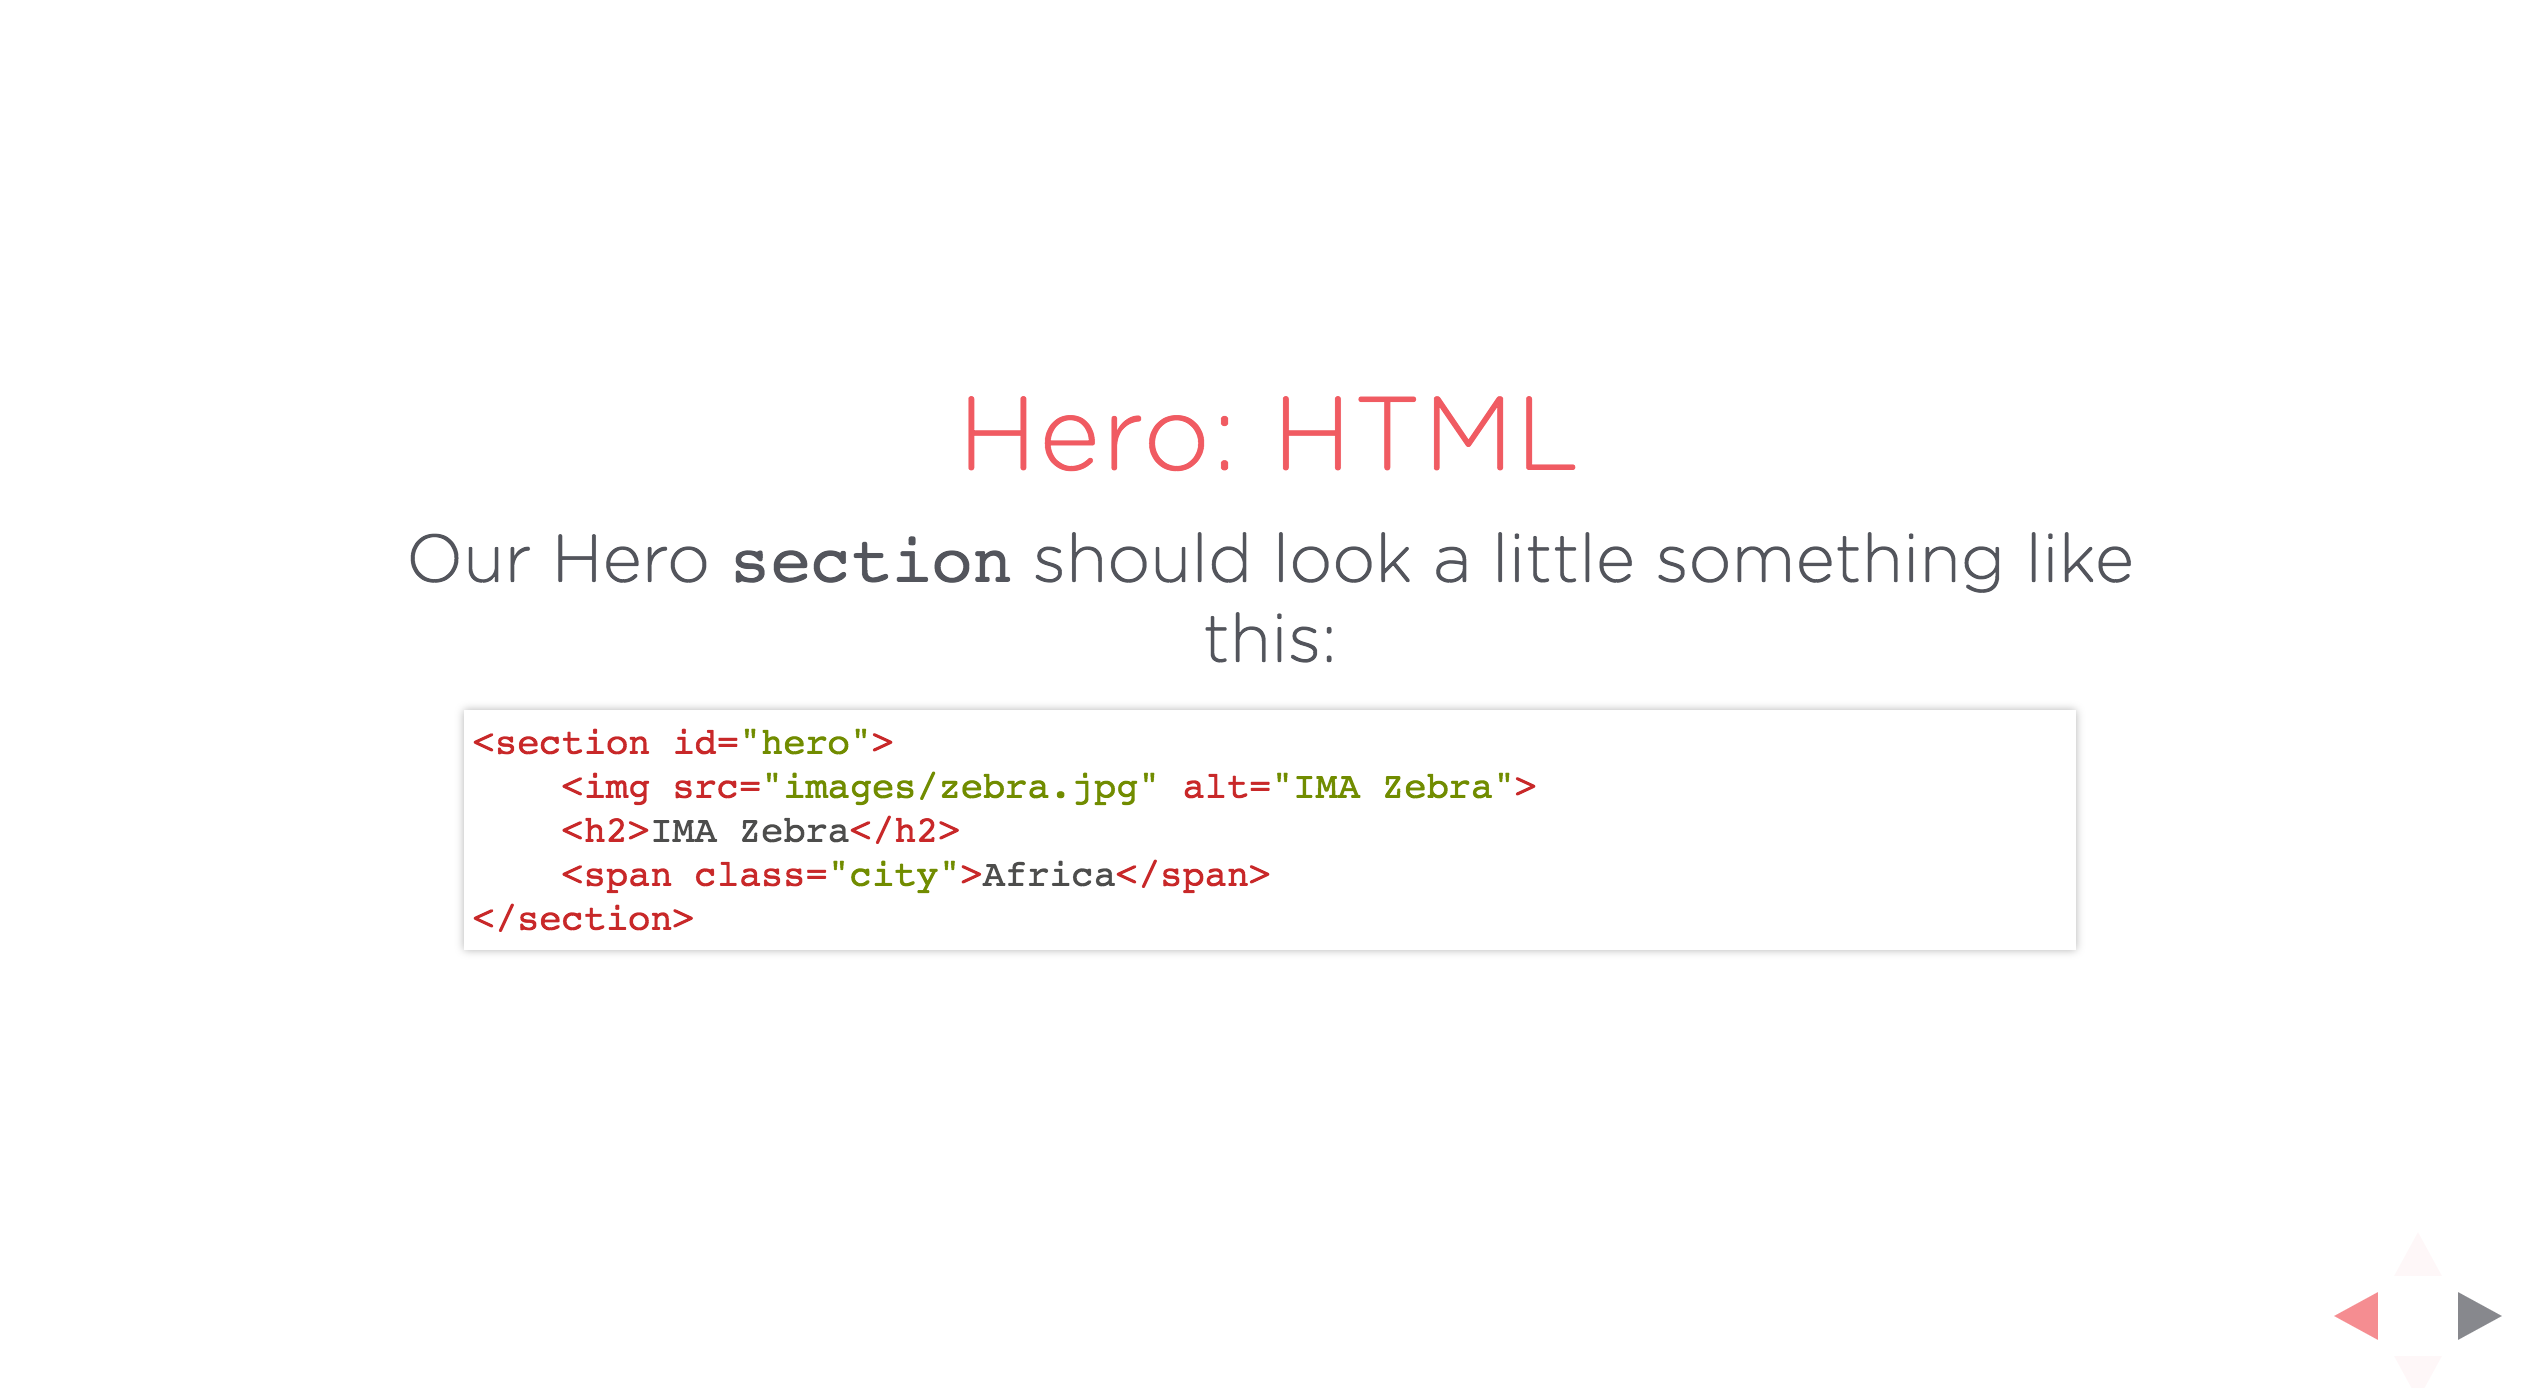 Hero: HTML
Our Hero section should look a little something like
this:
<section id="hero">
    <img src="images/zebra.jpg" alt="IMA Zebra">
    <h2>IMA Zebra</h2>
    <span class="city">Africa</span>
</section>